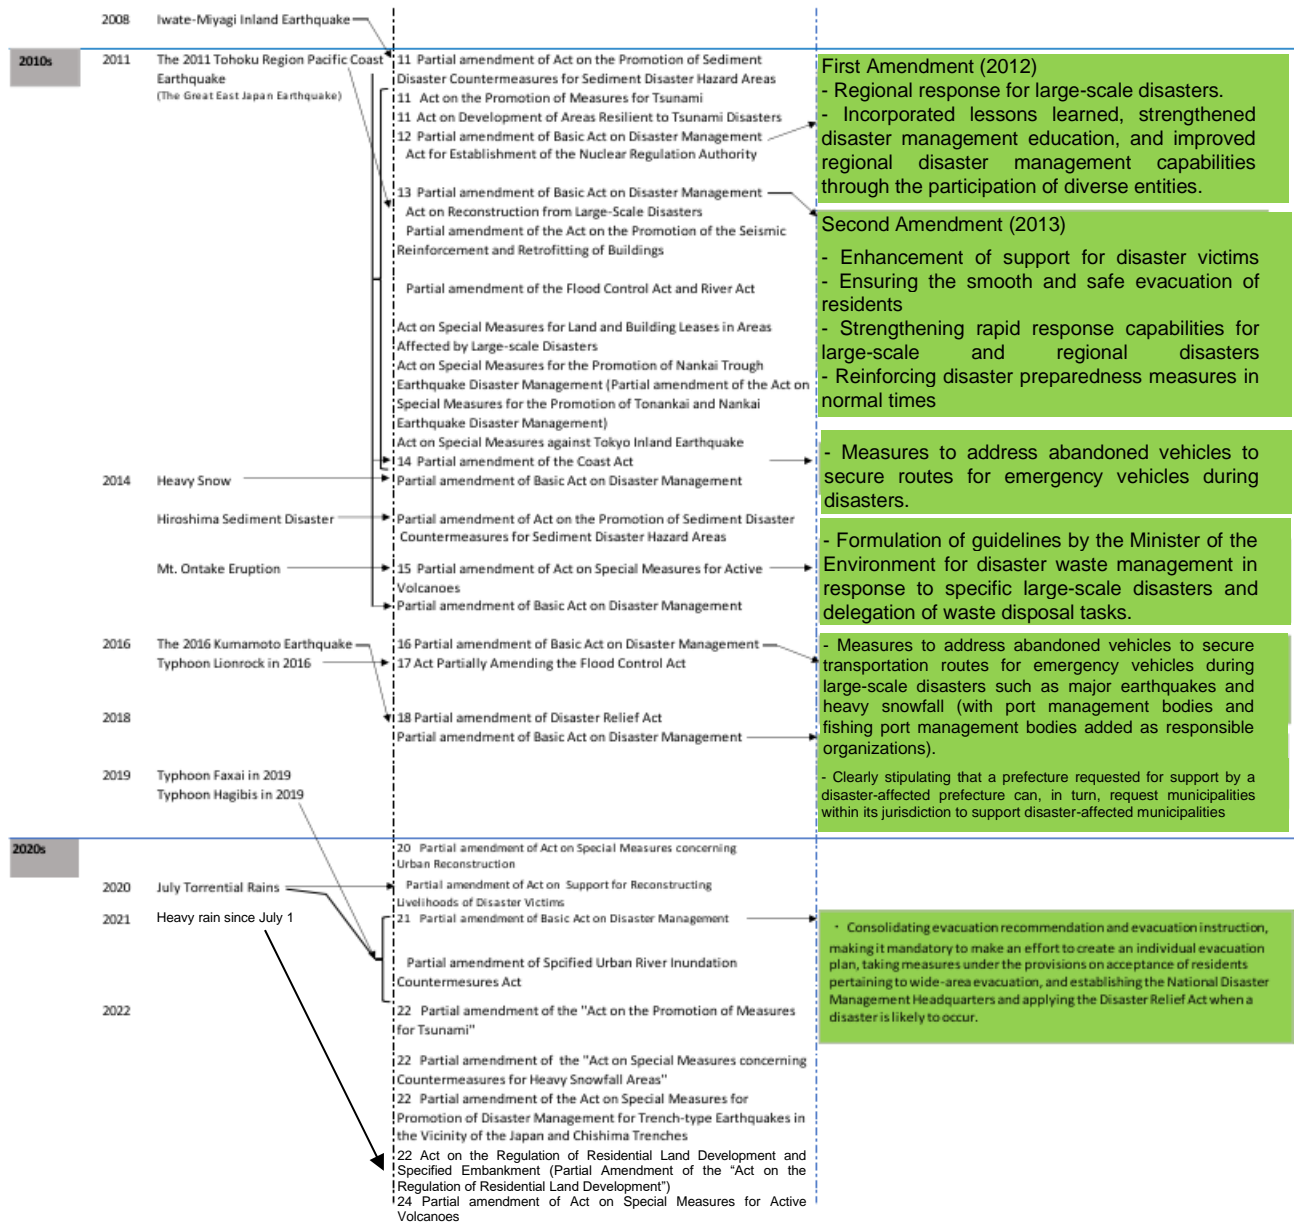 2008 Iwate-Miyagi Inland Earthquake
2010s
2011 The 2011 Tohoku Region Pacific Coast
Earthquake
(The Great East Japan Earthquake)
11 Partial amendment of Act on the Promotion of Sediment
Disaster Countermeasures for Sediment Disaster Hazard Areas
11 Act on the Promotion of Measures for Tsunami
11 Act on Development of Areas Resilient to Tsunami Disasters
12 Partial amendment of Basic Act on Disaster Management
Act for Establishment of the Nuclear Regulation Authority
13 Partial amendment of Basic Act on Disaster Management
Act on Reconstruction from Large-Scale Disasters
Partial amendment of the Act on the Promotion of the Seismic
Reinforcement and Retrofitting of Buildings
Partial amendment of the Flood Control Act and River Act
Act on Special Measures for Land and Building Leases in Areas
Affected by Large-scale Disasters
Act on Special Measures for the Promotion of Nankai Trough
Earthquake Disaster Management (Partial amendment of the Act on
Special Measures for the Promotion of Tonankai and Nankai
Earthquake Disaster Management)
Act on Special Measures against Tokyo Inland Earthquake
14 Partial amendment of the Coast Act
First Amendment (2012)
- Regional response for large-scale disasters.
- Incorporated lessons learned, strengthened
disaster management education, and improved
regional disaster management capabilities
through the participation of diverse entities.
Second Amendment (2013)
- Enhancement of support for disaster victims
- Ensuring the smooth and safe evacuation of
residents
- Strengthening rapid response capabilities for
large-scale and regional disasters
- Reinforcing disaster preparedness measures in
normal times
2014 Heavy Snow
Partial amendment of Basic Act on Disaster Management
- Measures to address abandoned vehicles to
secure routes for emergency vehicles during
disasters.
Hiroshima Sediment Disaster
Partial amendment of Act on the Promotion of Sediment Disaster
Countermeasures for Sediment Disaster Hazard Areas
Mt. Ontake Eruption
15 Partial amendment of Act on Special Measures for Active
Volcanoes
Partial amendment of Basic Act on Disaster Management
- Formulation of guidelines by the Minister of the
Environment for disaster waste management in
response to specific large-scale disasters and
delegation of waste disposal tasks.
2016 The 2016 Kumamoto Earthquake
Typhoon Lionrock in 2016
16 Partial amendment of Basic Act on Disaster Management
17 Act Partially Amending the Flood Control Act
- Measures to address abandoned vehicles to secure
transportation routes for emergency vehicles during
large-scale disasters such as major earthquakes and
heavy snowfall (with port management bodies and
fishing port management bodies added as responsible
organizations).
2018
18 Partial amendment of Disaster Relief Act
Partial amendment of Basic Act on Disaster Management
- Clearly stipulating that a prefecture requested for support by a
disaster-affected prefecture can, in turn, request municipalities
within its jurisdiction to support disaster-affected municipalities
2019 Typhoon Faxai in 2019
Typhoon Hagibis in 2019
2020s
20 Partial amendment of Act on Special Measures concerning
Urban Reconstruction
2020 July Torrential Rains
Partial amendment of Act on Support for Reconstructing
Livelihoods of Disaster Victims
2021 Heavy rain since July 1
21 Partial amendment of Basic Act on Disaster Management
Partial amendment of Spcified Urban River Inundation
Countermesures Act
・ Consolidating evacuation recommendation and evacuation instruction,
making it mandatory to make an effort to create an individual evacuation
plan, taking measures under the provisions on acceptance of residents
pertaining to wide-area evacuation, and establishing the National Disaster
Management Headquarters and applying the Disaster Relief Act when a
disaster is likely to occur.
2022
22 Partial amendment of the "Act on the Promotion of Measures
for Tsunami"
22 Partial amendment of the "Act on Special Measures concerning
Countermeasures for Heavy Snowfall Areas"
22 Partial amendment of the Act on Special Measures for
Promotion of Disaster Management for Trench-type Earthquakes in
the Vicinity of the Japan and Chishima Trenches
22 Act on the Regulation of Residential Land Development and
Specified Embankment (Partial Amendment of the “Act on the
Regulation of Residential Land Development”)
24 Partial amendment of Act on Special Measures for Active
Volcanoes